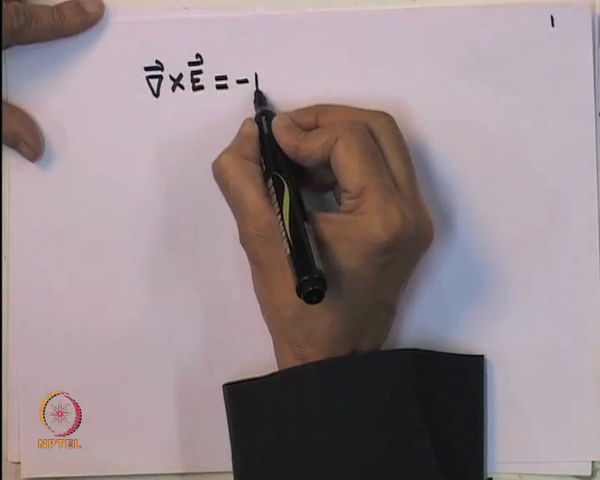 1
∇⃗ × E⃗ = -
NPTEL